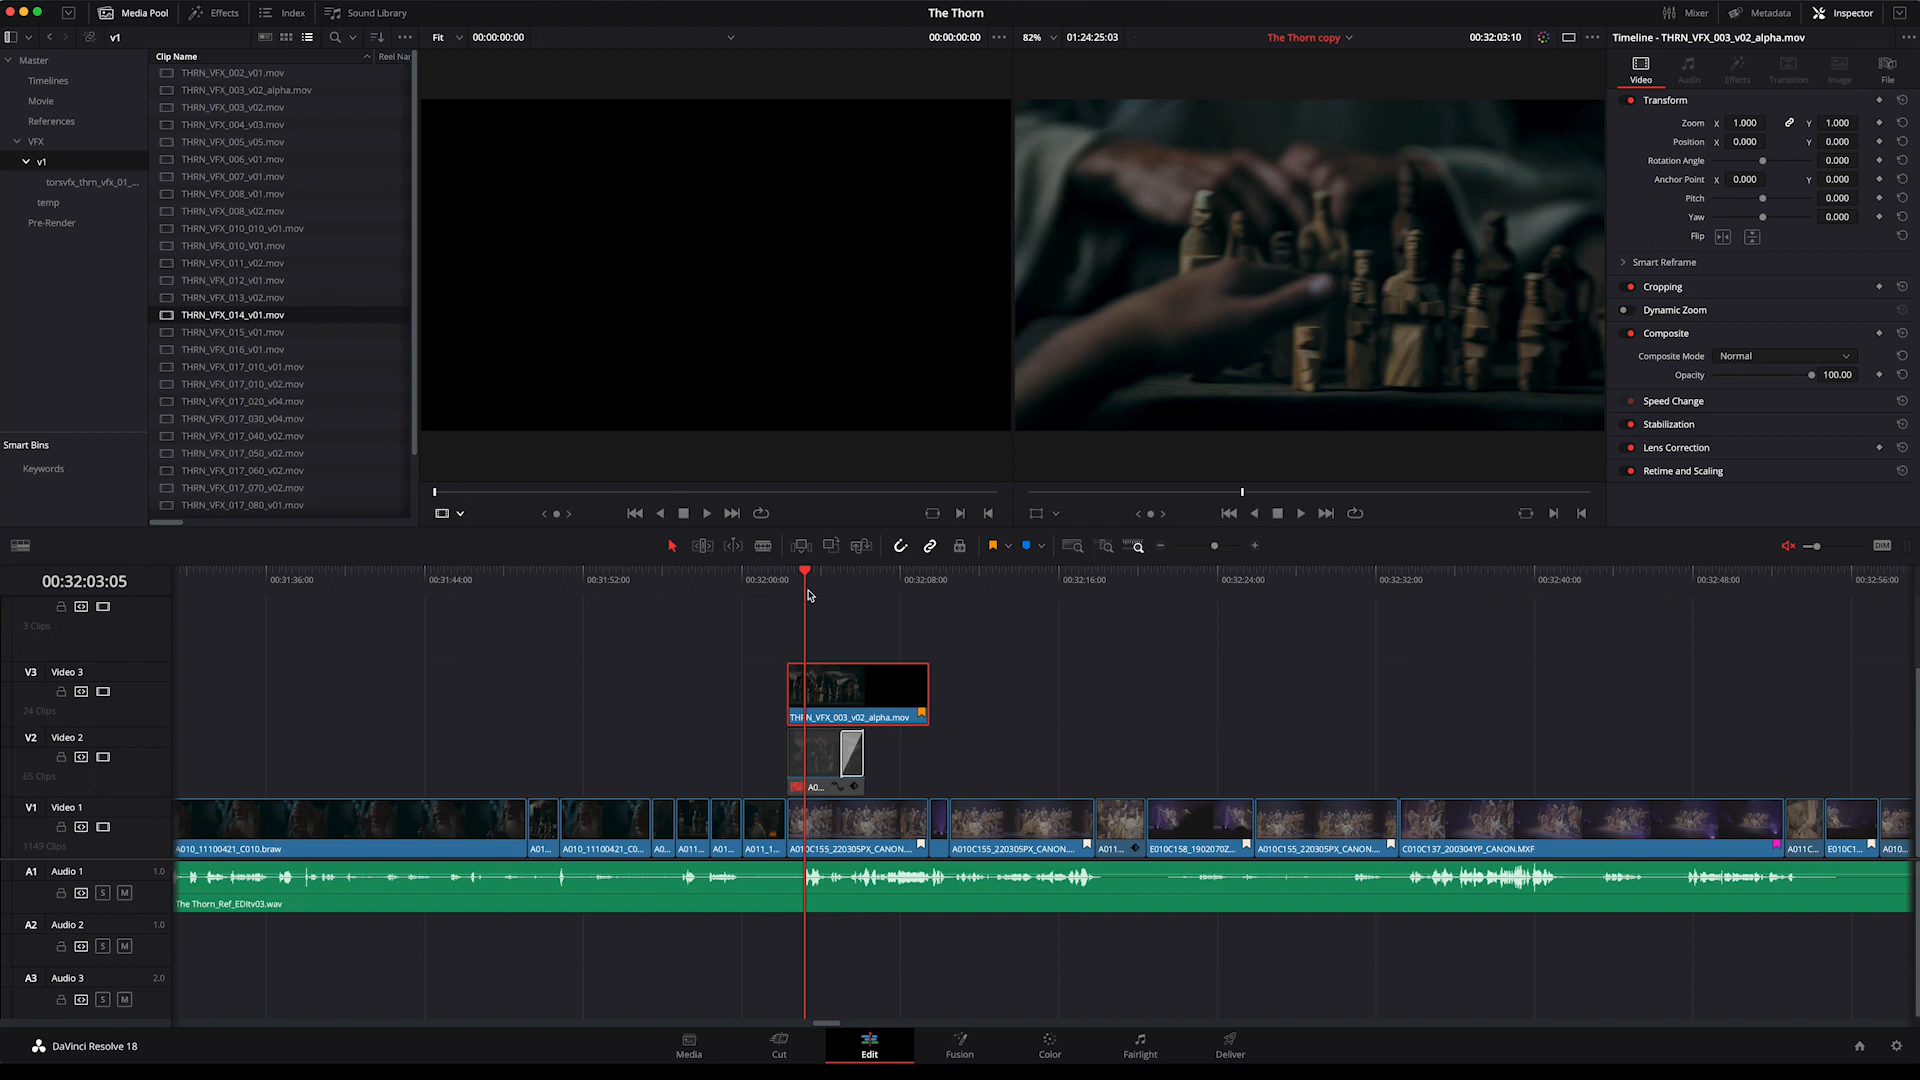 Media Pool
Effects
Index
Sound Library
The Thorn
Mixer
Metadata
Inspector
v1
Fit
00:00:00:00
00:00:00:00
82%
01:24:25:03
The Thorn copy
00:32:03:10
Timeline - THRN_VFX_003_v02_alpha.mov
Master
Timelines
Movie
References
VFX
v1
torsvfx_thrn_vfx_01_...
temp
Pre-Render
Smart Bins
Keywords
Clip Name
Reel Nar
THRN_VFX_002_v01.mov
THRN_VFX_003_v02_alpha.mov
THRN_VFX_003_v02.mov
THRN_VFX_004_v03.mov
THRN_VFX_005_v05.mov
THRN_VFX_006_v01.mov
THRN_VFX_007_v01.mov
THRN_VFX_008_v01.mov
THRN_VFX_008_v02.mov
THRN_VFX_010_010_v01.mov
THRN_VFX_010_V01.mov
THRN_VFX_011_v02.mov
THRN_VFX_012_v01.mov
THRN_VFX_013_v02.mov
THRN_VFX_014_v01.mov
THRN_VFX_015_v01.mov
THRN_VFX_016_v01.mov
THRN_VFX_017_010_v01.mov
THRN_VFX_017_010_v02.mov
THRN_VFX_017_020_v04.mov
THRN_VFX_017_030_v04.mov
THRN_VFX_017_040_v02.mov
THRN_VFX_017_050_v02.mov
THRN_VFX_017_060_v02.mov
THRN_VFX_017_070_v02.mov
THRN_VFX_017_080_v01.mov
Video
Audio
Effects
Transition
Image
File
Transform
Zoom X 1.000 Y 1.000
Position X 0.000 Y 0.000
Rotation Angle 0.000
Anchor Point X 0.000 Y 0.000
Pitch 0.000
Yaw 0.000
Flip
Smart Reframe
Cropping
Dynamic Zoom
Composite
Composite Mode Normal
Opacity 100.00
Speed Change
Stabilization
Lens Correction
Retime and Scaling
DIM
00:32:03:05
00:31:36:00
00:31:44:00
00:31:52:00
00:32:00:00
00:32:08:00
00:32:16:00
00:32:24:00
00:32:32:00
00:32:40:00
00:32:48:00
00:32:56:00
3 Clips
V3 Video 3
24 Clips
THRN_VFX_003_v02_alpha.mov
V2 Video 2
65 Clips
A0...
V1 Video 1
1149 Clips
A010_11100421_C010.braw
A01...
A010_11100421_C0...
A0...
A011...
A01...
A011_1...
A010C155_220305PX_CANON....
A010C155_220305PX_CANON....
A011...
E010C158_1902070Z...
A010C155_220305PX_CANON....
C010C137_200304YP_CANON.MXF
A011C...
E010C1...
A010...
A1 Audio 1 1.0
S M
The Thorn_Ref_EDItv03.wav
A2 Audio 2 1.0
S M
A3 Audio 3 2.0
S M
DaVinci Resolve 18
Media
Cut
Edit
Fusion
Color
Fairlight
Deliver